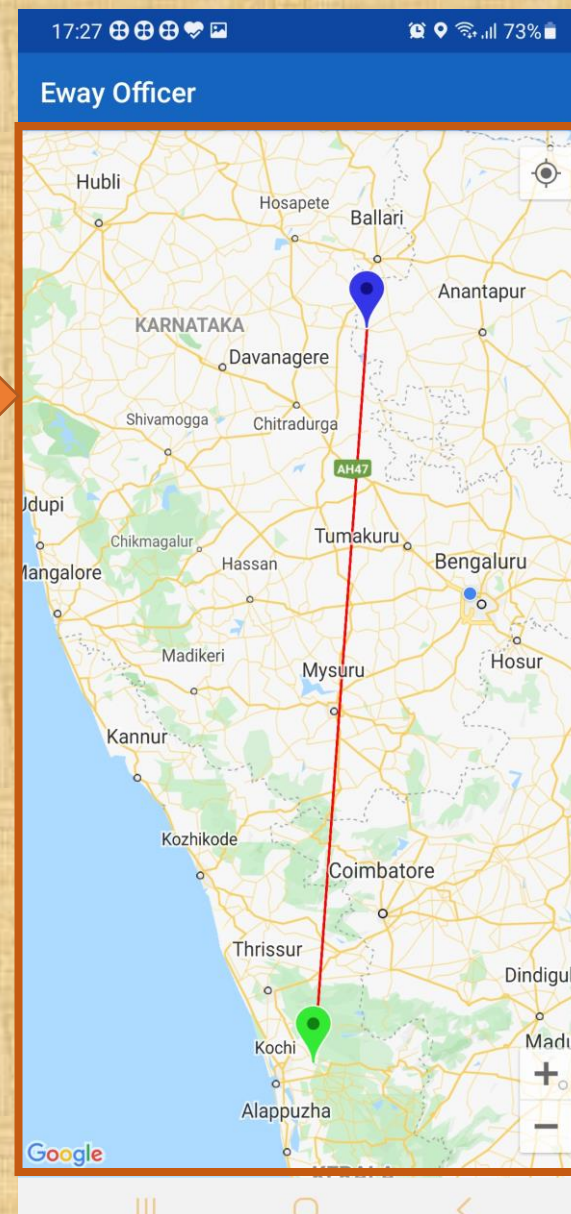 17:27 73%
Eway Officer
Hubli
Hosapete
Ballari
Anantapur
KARNATAKA
Davanagere
Shivamogga
Chitradurga
AH47
Udupi
Tumakuru
Chikmagalur
Bengaluru
Hassan
Mangalore
Madikeri
Hosur
Mysuru
Kannur
Kozhikode
Coimbatore
Thrissur
Dindigul
Kochi
Madu
Alappuzha
Google
KERALA